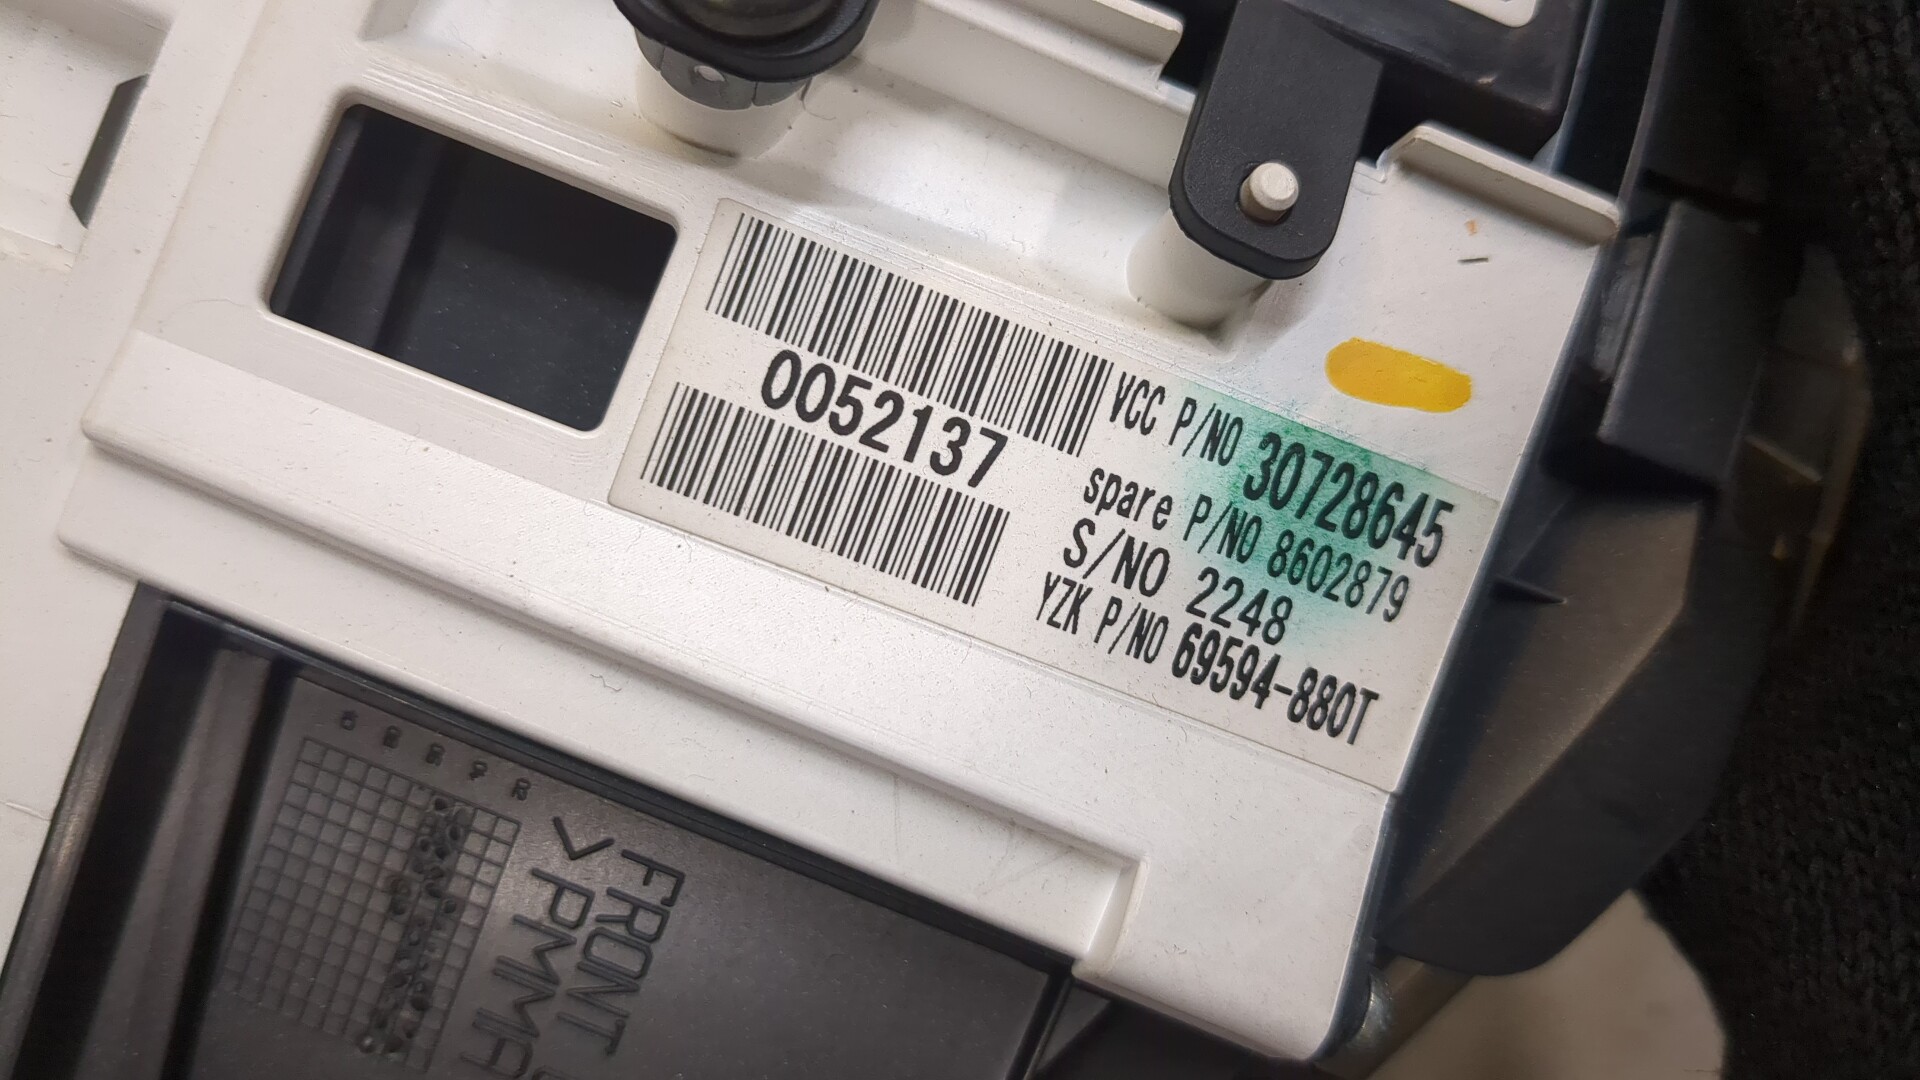 0052137
VCC P/NO 30728645
spare P/NO 8602879
S/NO 2248
YZK P/NO 69594-880T
FRONT
>PMMA